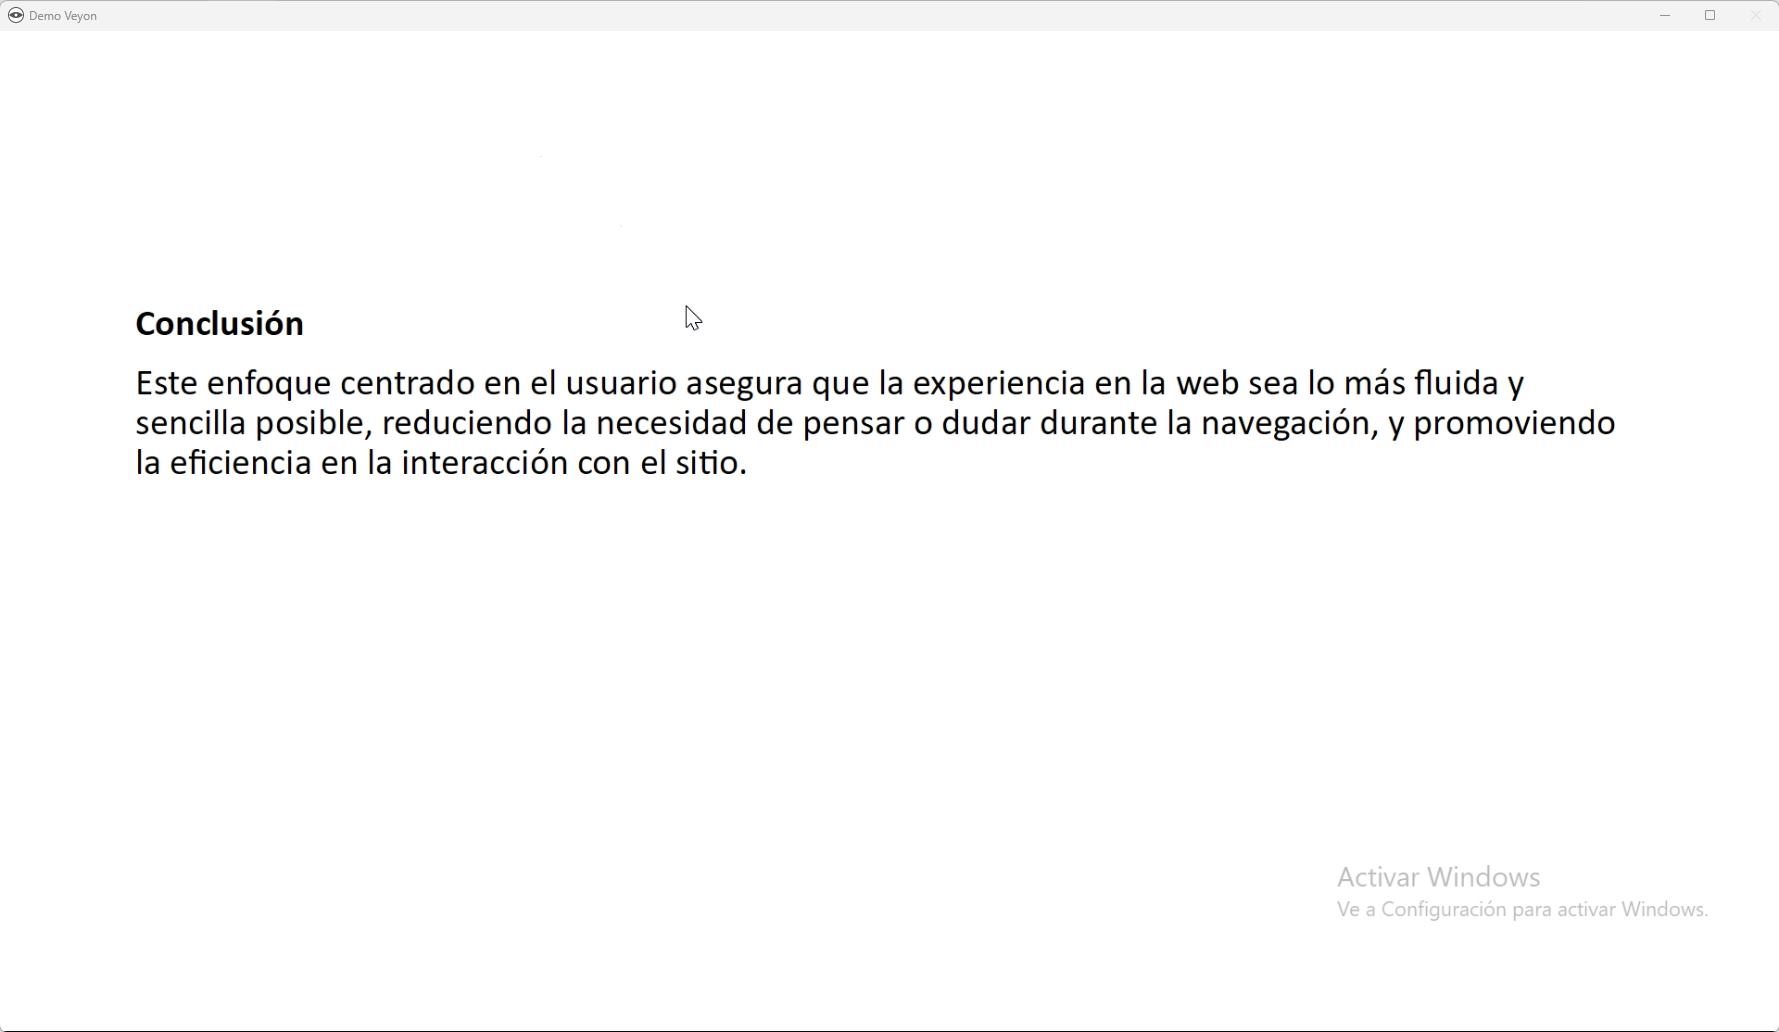 Demo Veyon
Conclusión
Este enfoque centrado en el usuario asegura que la experiencia en la web sea lo más fluida y
sencilla posible, reduciendo la necesidad de pensar o dudar durante la navegación, y promoviendo
la eficiencia en la interacción con el sitio.
Activar Windows
Ve a Configuración para activar Windows.